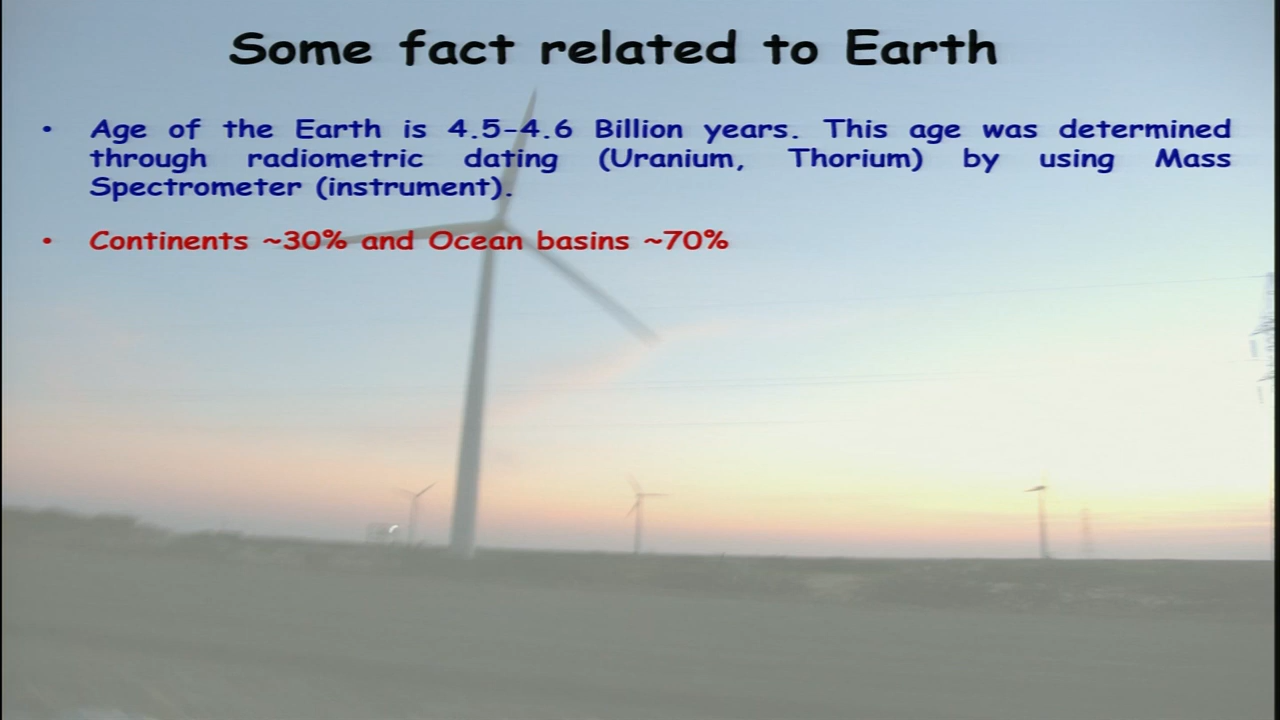 Some fact related to Earth
• Age of the Earth is 4.5-4.6 Billion years. This age was determined
through radiometric dating (Uranium, Thorium) by using Mass
Spectrometer (instrument).
• Continents ~30% and Ocean basins ~70%